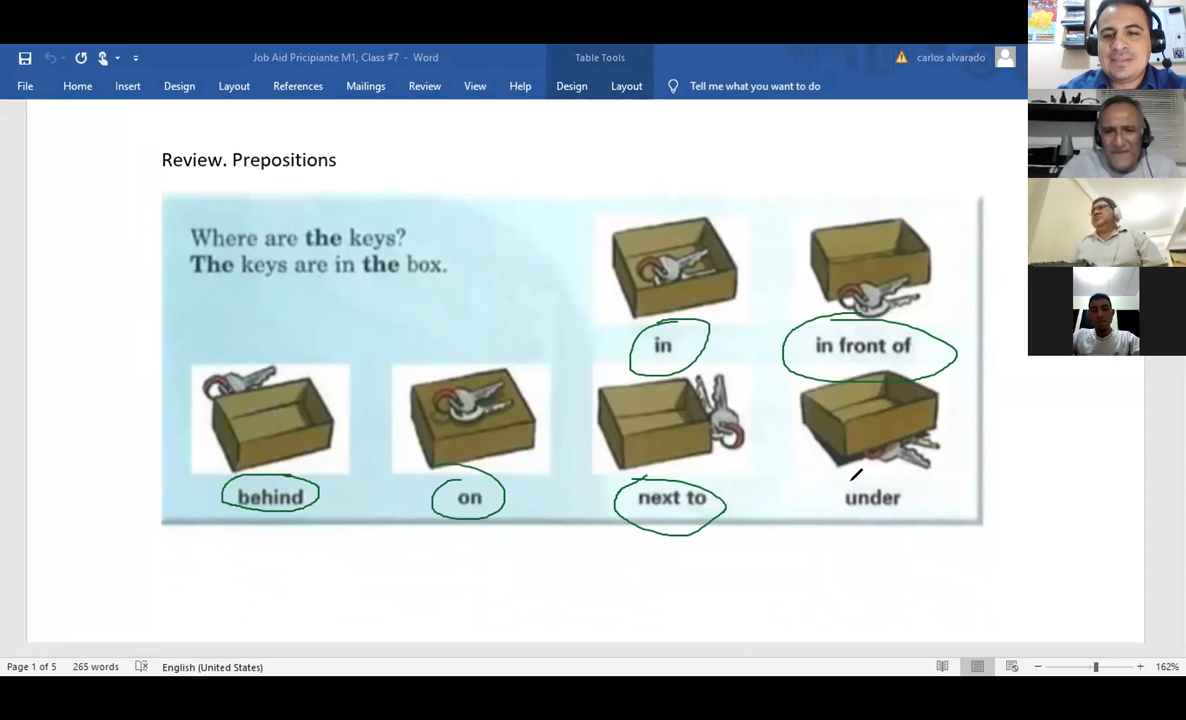 Job Aid Pricipiante M1, Class #7 - Word
Table Tools
carlos alvarado
File Home Insert Design Layout References Mailings Review View Help Design Layout Tell me what you want to do
Review. Prepositions
Where are the keys?
The keys are in the box.
in
in front of
behind
on
next to
under
Page 1 of 5 265 words English (United States) 162%